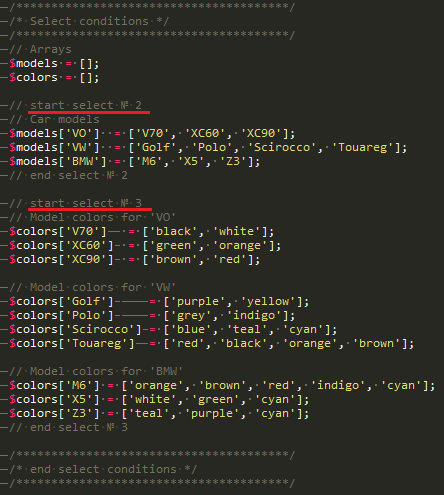 /****************************************/
/* Select conditions */
/****************************************/
// Arrays
$models = [];
$colors = [];
// start select № 2
// Car models
$models['VO'] = ['V70', 'XC60', 'XC90'];
$models['VW'] = ['Golf', 'Polo', 'Scirocco', 'Touareg'];
$models['BMW'] = ['M6', 'X5', 'Z3'];
// end select № 2
// start select № 3
// Model colors for 'VO'
$colors['V70'] = ['black', 'white'];
$colors['XC60'] = ['green', 'orange'];
$colors['XC90'] = ['brown', 'red'];
// Model colors for 'VW'
$colors['Golf'] = ['purple', 'yellow'];
$colors['Polo'] = ['grey', 'indigo'];
$colors['Scirocco'] = ['blue', 'teal', 'cyan'];
$colors['Touareg'] = ['red', 'black', 'orange', 'brown'];
// Model colors for 'BMW'
$colors['M6'] = ['orange', 'brown', 'red', 'indigo', 'cyan'];
$colors['X5'] = ['white', 'green', 'cyan'];
$colors['Z3'] = ['teal', 'purple', 'cyan'];
// end select № 3
/****************************************/
/* end select conditions */
/****************************************/